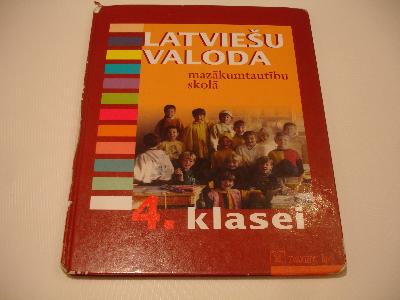 LATVIEŠU
VALODA
mazākumtautību
skolā
4. klasei